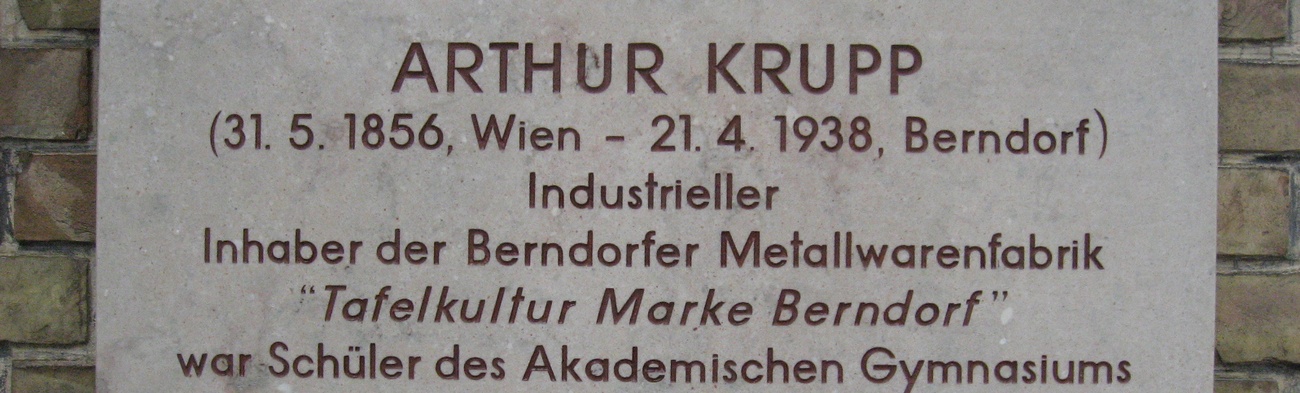 ARTHUR KRUPP
(31. 5. 1856, Wien - 21. 4. 1938, Berndorf)
Industrieller
Inhaber der Berndorfer Metallwarenfabrik
“Tafelkultur Marke Berndorf”
war Schüler des Akademischen Gymnasiums